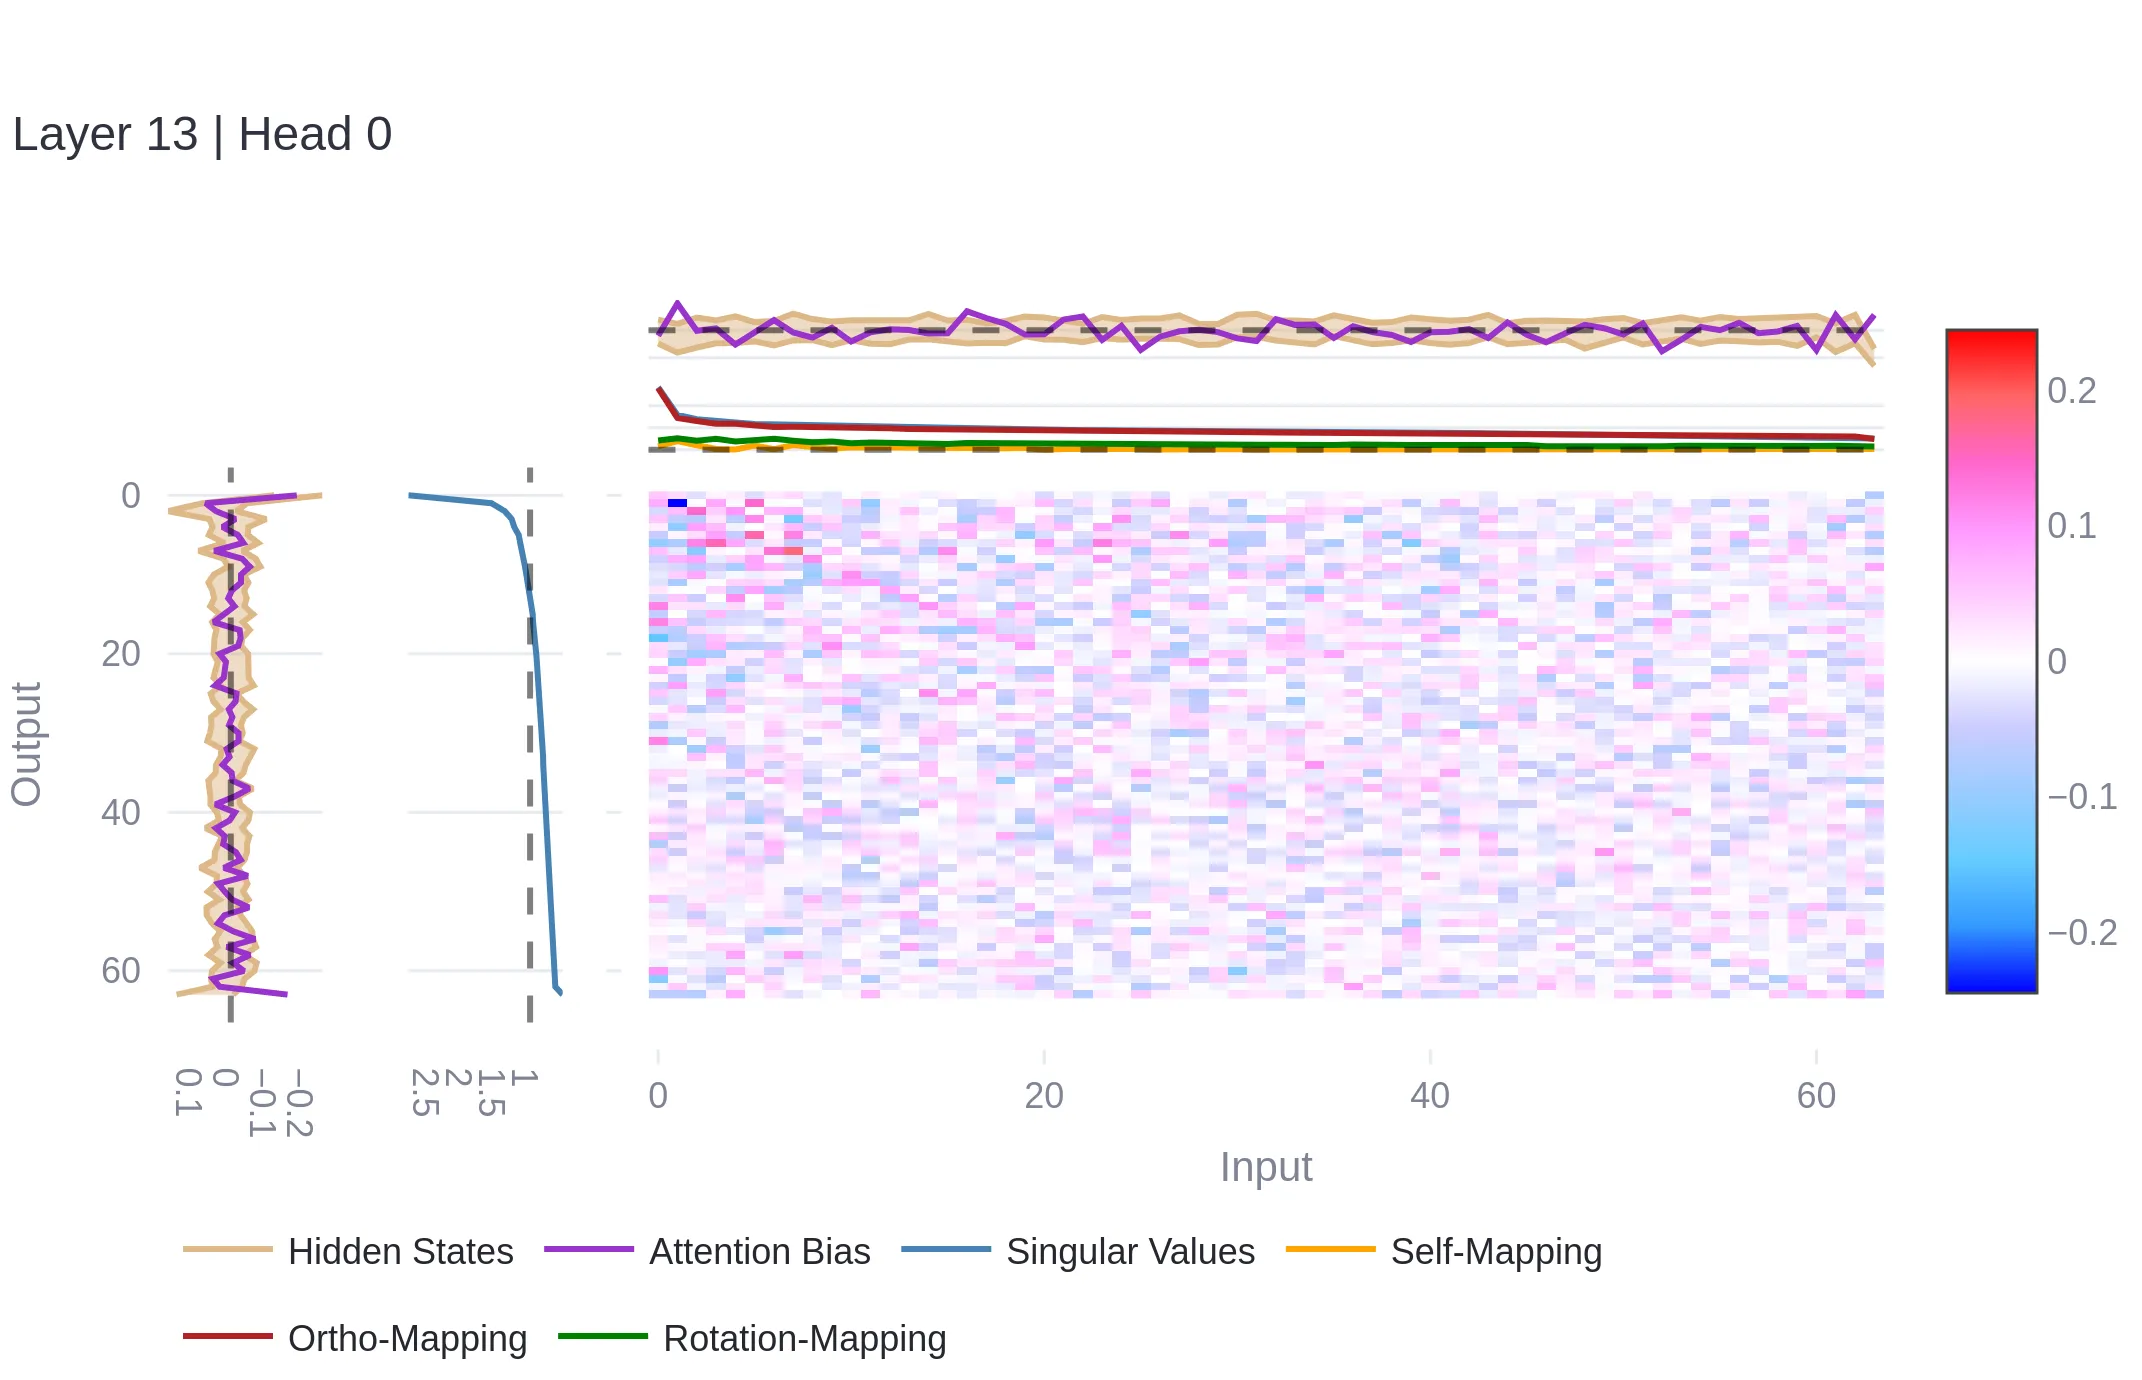 Layer 13 | Head 0
0
20
40
60
Output
0.1
0
−0.1
−0.2
2.5
2
1.5
1
0
20
40
60
Input
0.2
0.1
0
−0.1
−0.2
Hidden States
Attention Bias
Singular Values
Self-Mapping
Ortho-Mapping
Rotation-Mapping